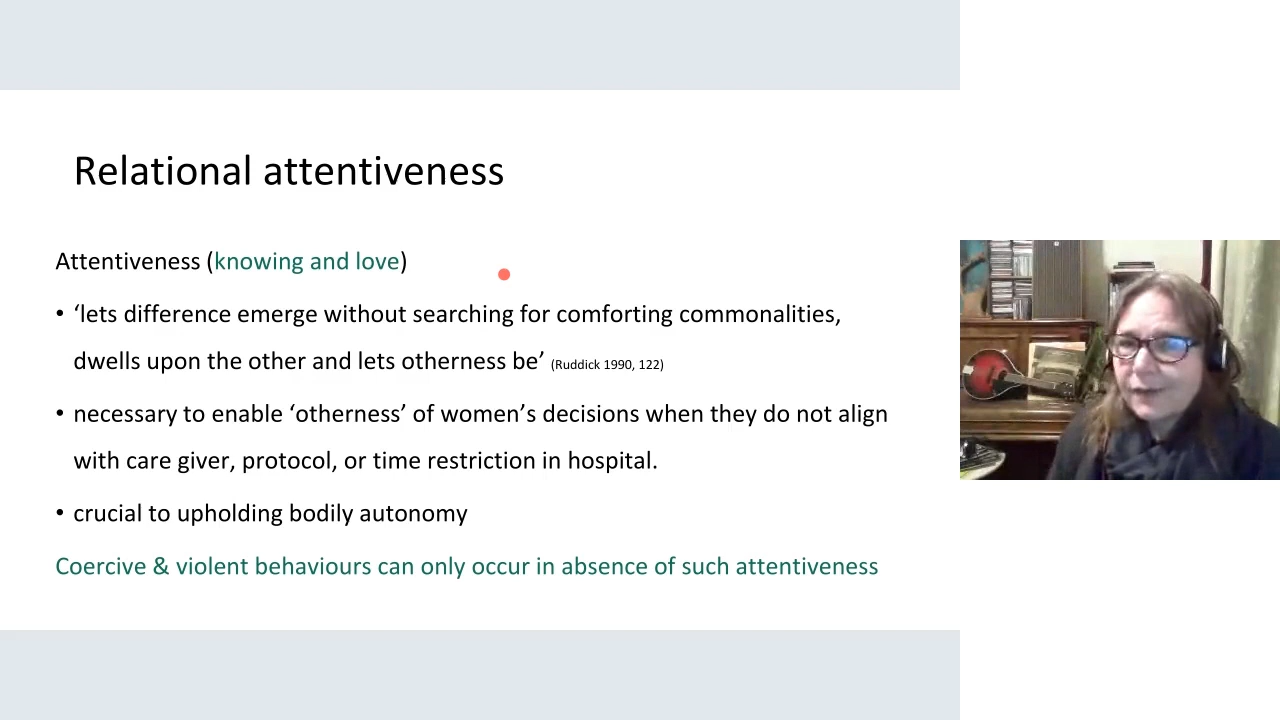 Relational attentiveness
Attentiveness (knowing and love)
• ‘lets difference emerge without searching for comforting commonalities,
dwells upon the other and lets otherness be’ (Ruddick 1990, 122)
• necessary to enable ‘otherness’ of women’s decisions when they do not align
with care giver, protocol, or time restriction in hospital.
• crucial to upholding bodily autonomy
Coercive & violent behaviours can only occur in absence of such attentiveness